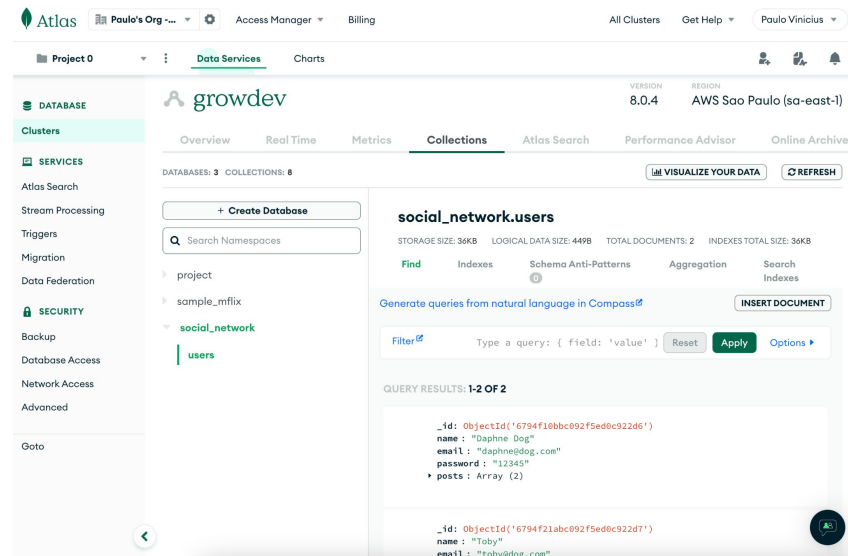 Atlas Paulo's Org -... Access Manager Billing All Clusters Get Help Paulo Vinicius
Project 0 Data Services Charts
DATABASE
Clusters
SERVICES
Atlas Search
Stream Processing
Triggers
Migration
Data Federation
SECURITY
Backup
Database Access
Network Access
Advanced
Goto
growdev
VERSION
8.0.4
REGION
AWS Sao Paulo (sa-east-1)
Overview Real Time Metrics Collections Atlas Search Performance Advisor Online Archive
DATABASES: 3 COLLECTIONS: 8
VISUALIZE YOUR DATA
REFRESH
+ Create Database
Search Namespaces
project
sample_mflix
social_network
users
social_network.users
STORAGE SIZE: 36KB LOGICAL DATA SIZE: 449B TOTAL DOCUMENTS: 2 INDEXES TOTAL SIZE: 36KB
Find
Indexes
Schema Anti-Patterns
0
Aggregation
Search
Indexes
Generate queries from natural language in Compass
INSERT DOCUMENT
Filter
Type a query: { field: 'value' }
Reset
Apply
Options
QUERY RESULTS: 1-2 OF 2
_id: ObjectId('6794f10bbc092f5ed0c922d6')
name : "Daphne Dog"
email : "daphne@dog.com"
password : "12345"
posts : Array (2)
_id: ObjectId('6794f21abc092f5ed0c922d7')
name : "Toby"
email : "toby@dog.com"